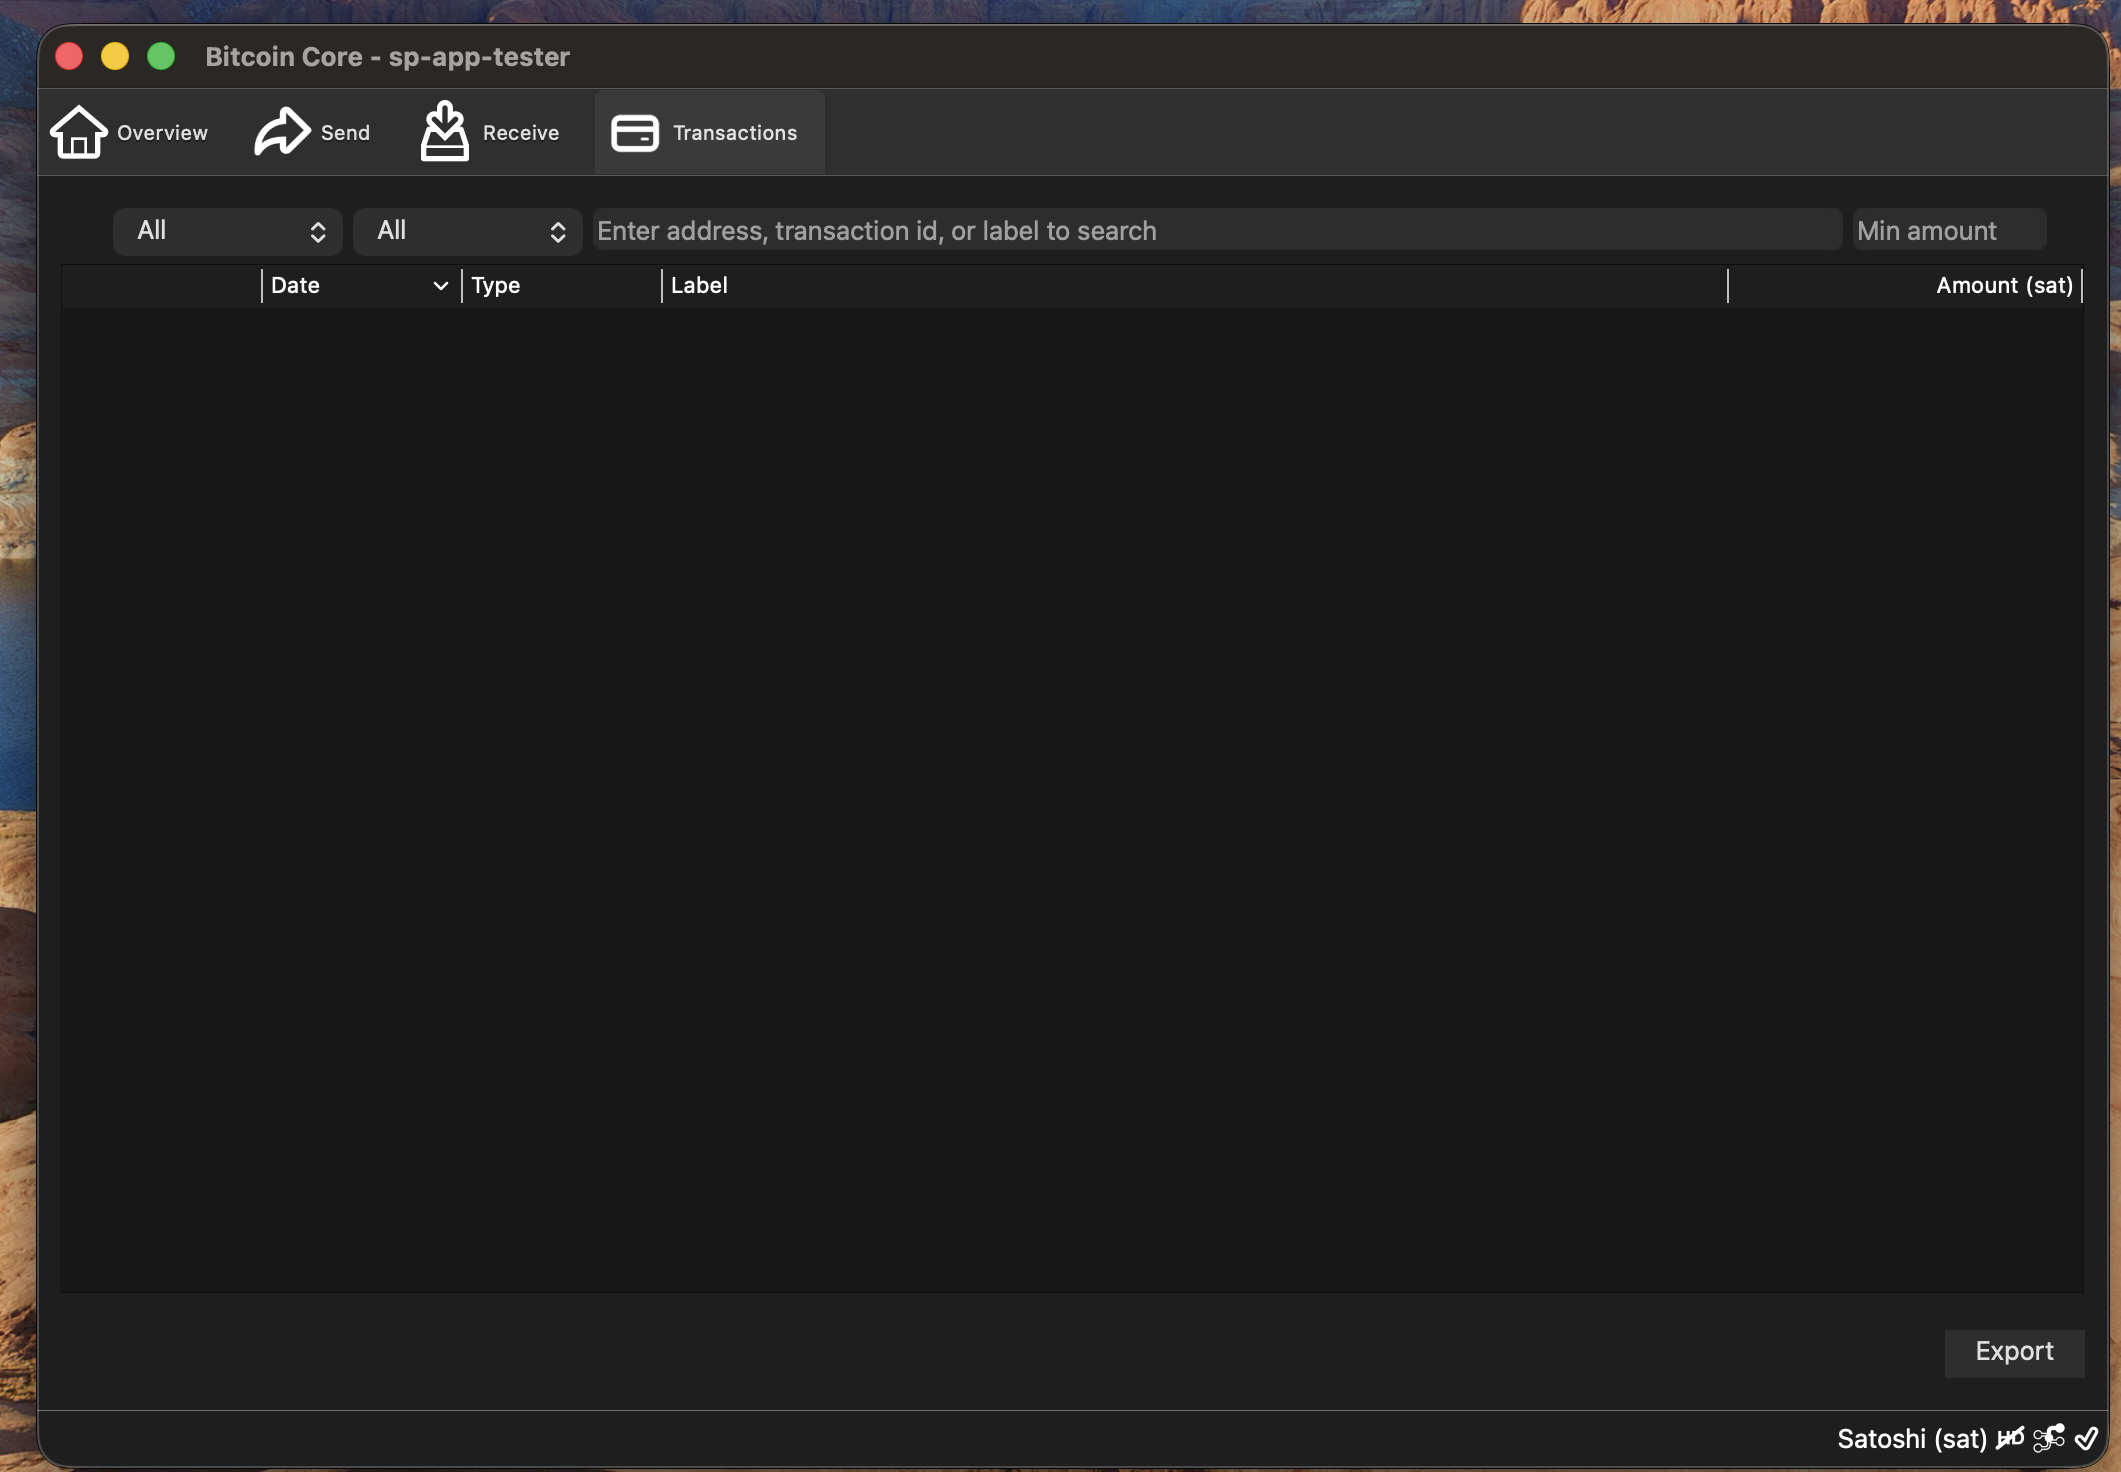 Bitcoin Core - sp-app-tester
Overview Send Receive Transactions
All All Enter address, transaction id, or label to search Min amount
Date Type Label Amount (sat)
Export
Satoshi (sat) HD